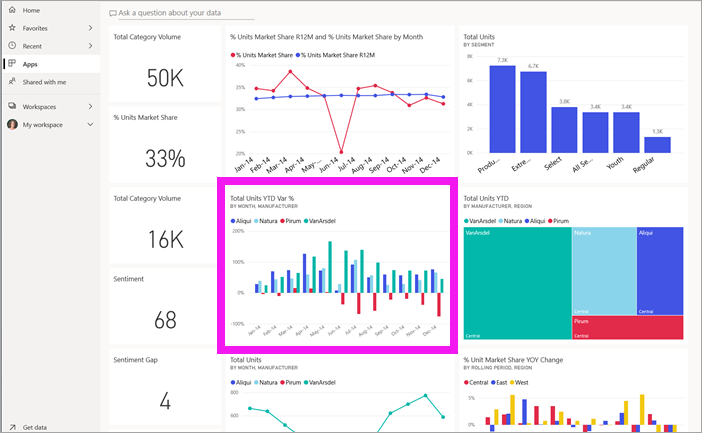 Home
Favorites
Recent
Apps
Shared with me
Workspaces
My workspace
Get data
Ask a question about your data
Total Category Volume
50K
% Units Market Share
33%
Total Category Volume
16K
Sentiment
68
Sentiment Gap
4
% Units Market Share R12M and % Units Market Share by Month
% Units Market Share % Units Market Share R12M
40%
35%
30%
25%
20%
Jan-14 Feb-14 Mar-14 Apr-14 May-... Jun-14 Jul-14 Aug-14 Sep-14 Oct-14 Nov-14 Dec-14
Total Units
BY SEGMENT
8K
6K
4K
2K
0K
7.3K 6.7K 3.8K 3.4K 3.4K 1.3K
Produ... Extre... Select All Se... Youth Regular
Total Units YTD Var %
BY MONTH, MANUFACTURER
Aliqui Natura Pirum VanArsdel
200%
100%
0%
-100%
Jan-14 Feb-14 Mar-14 Apr-14 May-14 Jun-14 Jul-14 Aug-14 Sep-14 Oct-14 Nov-14 Dec-14
Total Units YTD
BY MANUFACTURER, REGION
VanArsdel Natura Aliqui Pirum
VanArsdel
Central
Natura
Central
Aliqui
Central
Pirum
Central
Total Units
BY MONTH, MANUFACTURER
Aliqui Natura Pirum VanArsdel
800
600
% Unit Market Share YOY Change
BY ROLLING PERIOD, REGION
Central East West
5%
0%